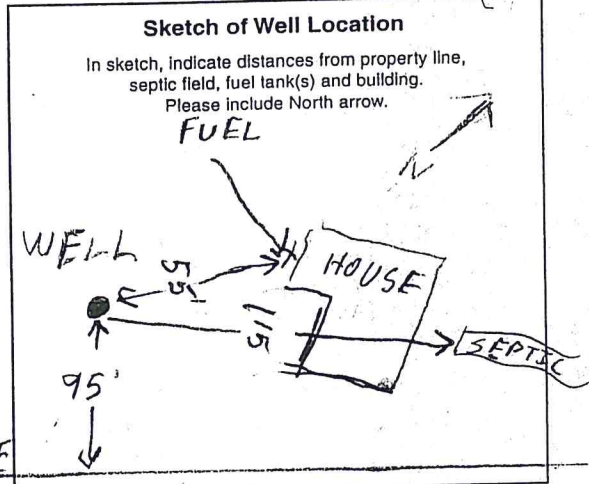 Sketch of Well Location
In sketch, indicate distances from property line,
septic field, fuel tank(s) and building.
Please include North arrow.
FUEL
N
WELL
55'
HOUSE
115
SEPTIC
95'